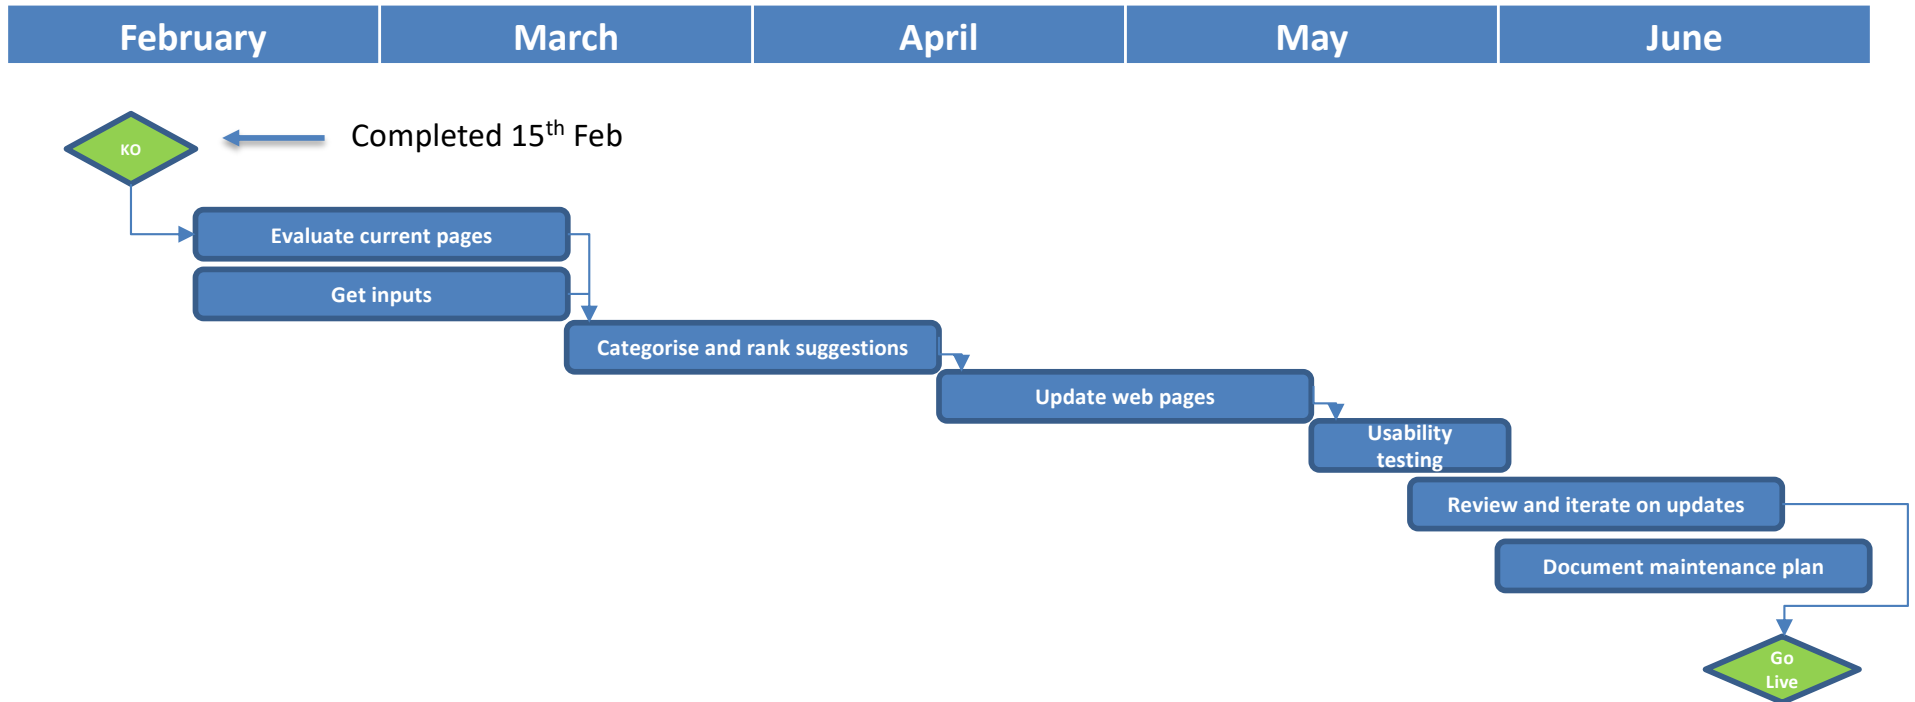 February March April May June
KO
Completed 15th Feb
Evaluate current pages
Get inputs
Categorise and rank suggestions
Update web pages
Usability
testing
Review and iterate on updates
Document maintenance plan
Go
Live